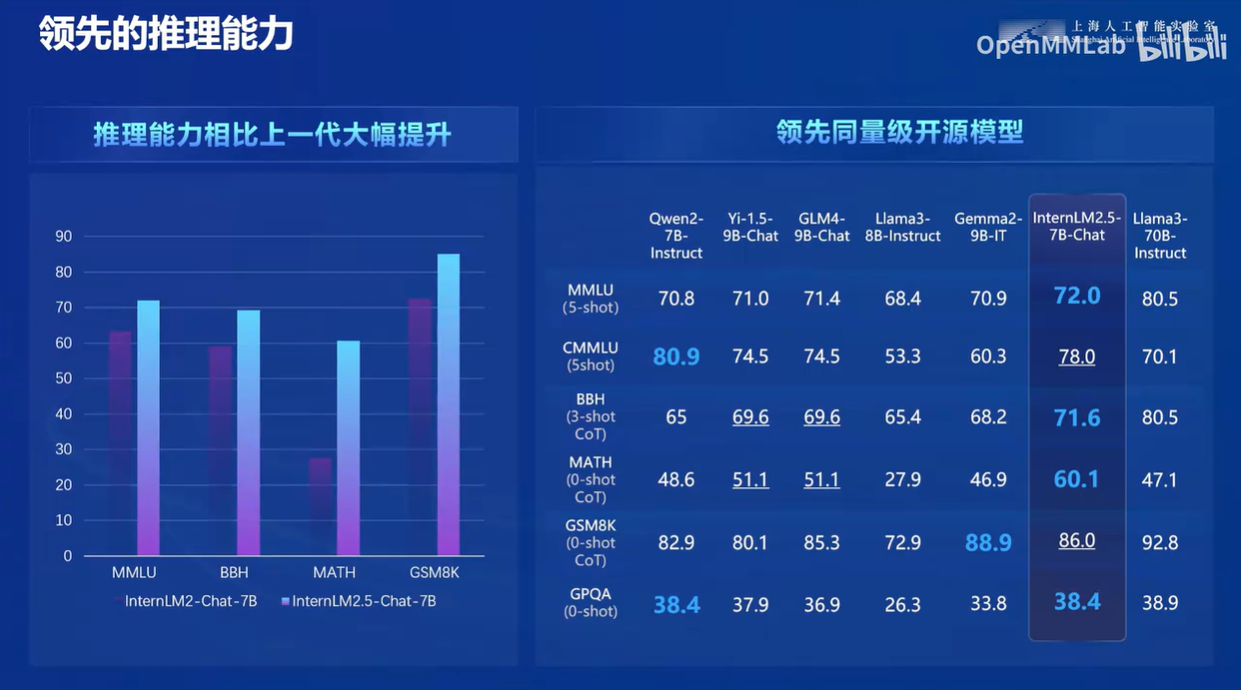 领先的推理能力
上海人工智能实验室
OpenMMLab bilibili
推理能力相比上一代大幅提升
90
80
70
60
50
40
30
20
10
0
MMLU BBH MATH GSM8K
InternLM2-Chat-7B InternLM2.5-Chat-7B
领先同量级开源模型
Qwen2-7B-Instruct Yi-1.5-9B-Chat GLM4-9B-Chat Llama3-8B-Instruct Gemma2-9B-IT InternLM2.5-7B-Chat Llama3-70B-Instruct
MMLU (5-shot) 70.8 71.0 71.4 68.4 70.9 72.0 80.5
CMMLU (5shot) 80.9 74.5 74.5 53.3 60.3 78.0 70.1
BBH (3-shot CoT) 65 69.6 69.6 65.4 68.2 71.6 80.5
MATH (0-shot CoT) 48.6 51.1 51.1 27.9 46.9 60.1 47.1
GSM8K (0-shot CoT) 82.9 80.1 85.3 72.9 88.9 86.0 92.8
GPQA (0-shot) 38.4 37.9 36.9 26.3 33.8 38.4 38.9